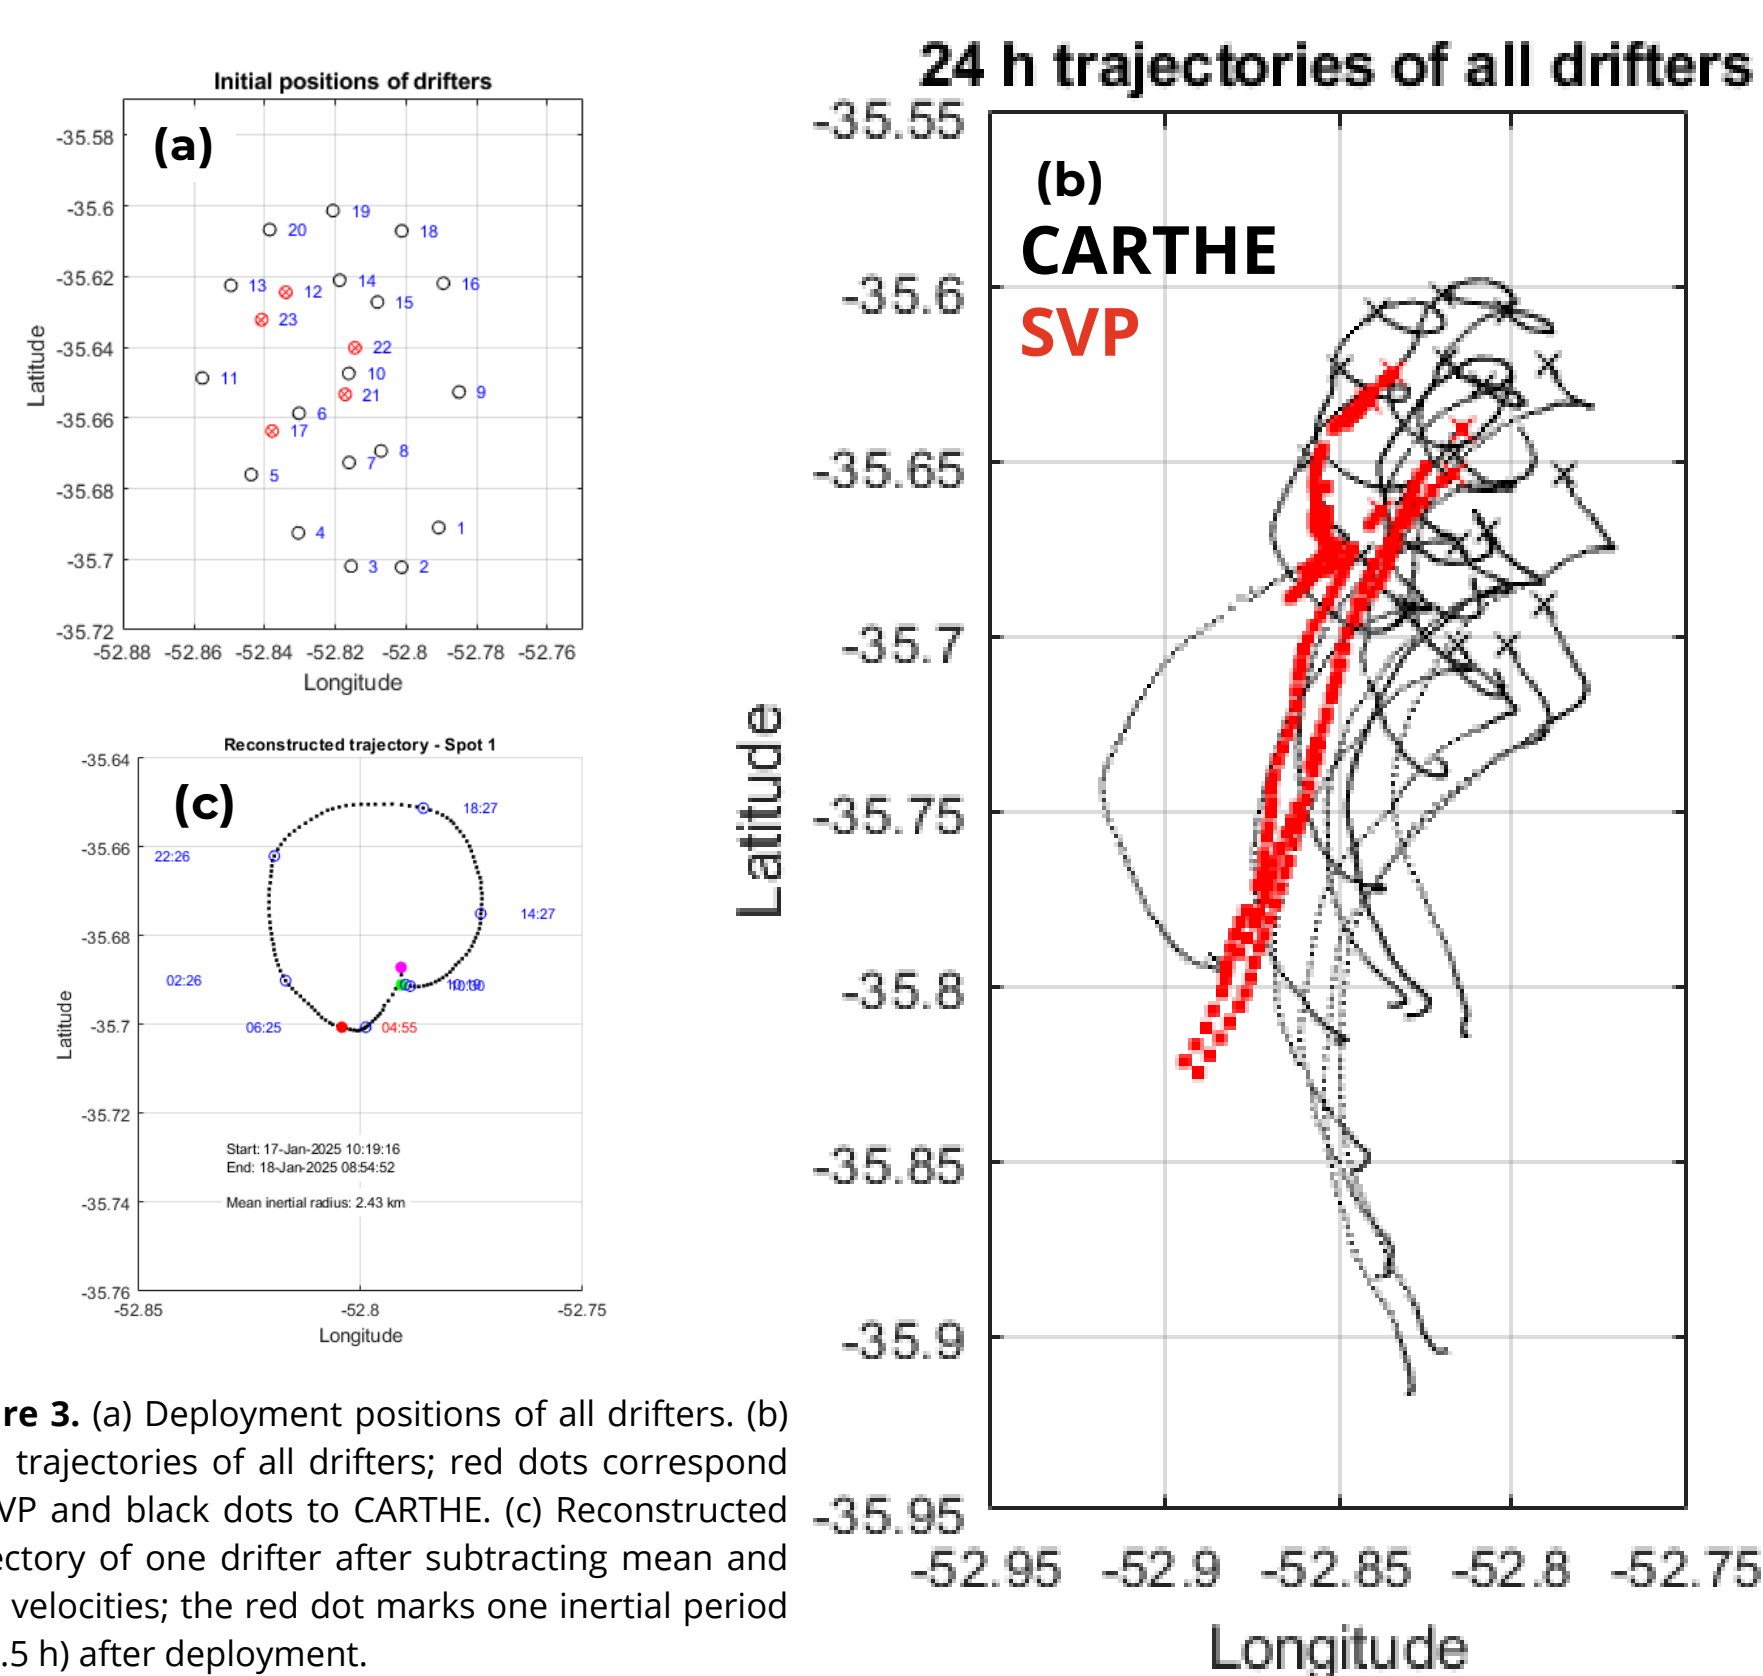 Initial positions of drifters
(a)
-35.58
-35.6
-35.62
-35.64
-35.66
-35.68
-35.7
-35.72
Latitude
19
20
18
13
12
14
16
15
23
22
11
10
21
9
6
17
8
7
5
4
1
3
2
-52.88 -52.86 -52.84 -52.82 -52.8 -52.78 -52.76
Longitude
Reconstructed trajectory - Spot 1
(c)
-35.64
-35.66
-35.68
-35.7
-35.72
-35.74
-35.76
Latitude
18:27
22:26
14:27
02:26
06:25
04:55
Start: 17-Jan-2025 10:19:16
End: 18-Jan-2025 08:54:52
Mean inertial radius: 2.43 km
-52.85 -52.8 -52.75
Longitude
24 h trajectories of all drifters
(b)
CARTHE
SVP
-35.55
-35.6
-35.65
-35.7
-35.75
-35.8
-35.85
-35.9
-35.95
Latitude
-52.95 -52.9 -52.85 -52.8 -52.75
Longitude
re 3. (a) Deployment positions of all drifters. (b)
trajectories of all drifters; red dots correspond
VP and black dots to CARTHE. (c) Reconstructed
ectory of one drifter after subtracting mean and
velocities; the red dot marks one inertial period
.5 h) after deployment.